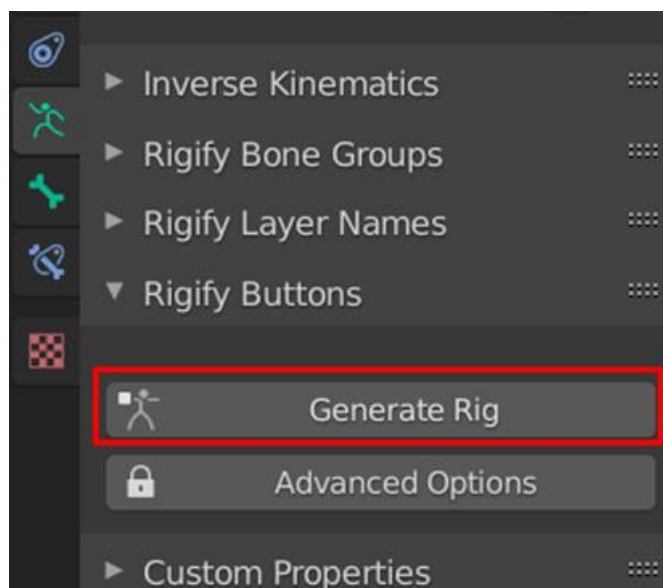 Inverse Kinematics
Rigify Bone Groups
Rigify Layer Names
Rigify Buttons
Generate Rig
Advanced Options
Custom Properties